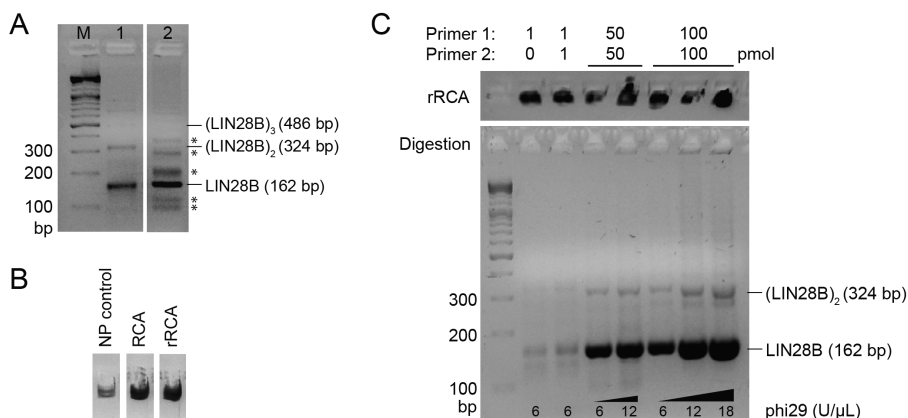 A
M 1 2
(LIN28B)3 (486 bp)
*
(LIN28B)2 (324 bp)
*
300
200
*
LIN28B (162 bp)
**
100
**
bp
B
NP control
RCA
rRCA
C
Primer 1: 1 1 50 100
Primer 2: 0 1 50 100 pmol
rRCA
Digestion
300
(LIN28B)2 (324 bp)
200
LIN28B (162 bp)
100
bp
6 6 6 12 6 12 18 phi29 (U/µL)